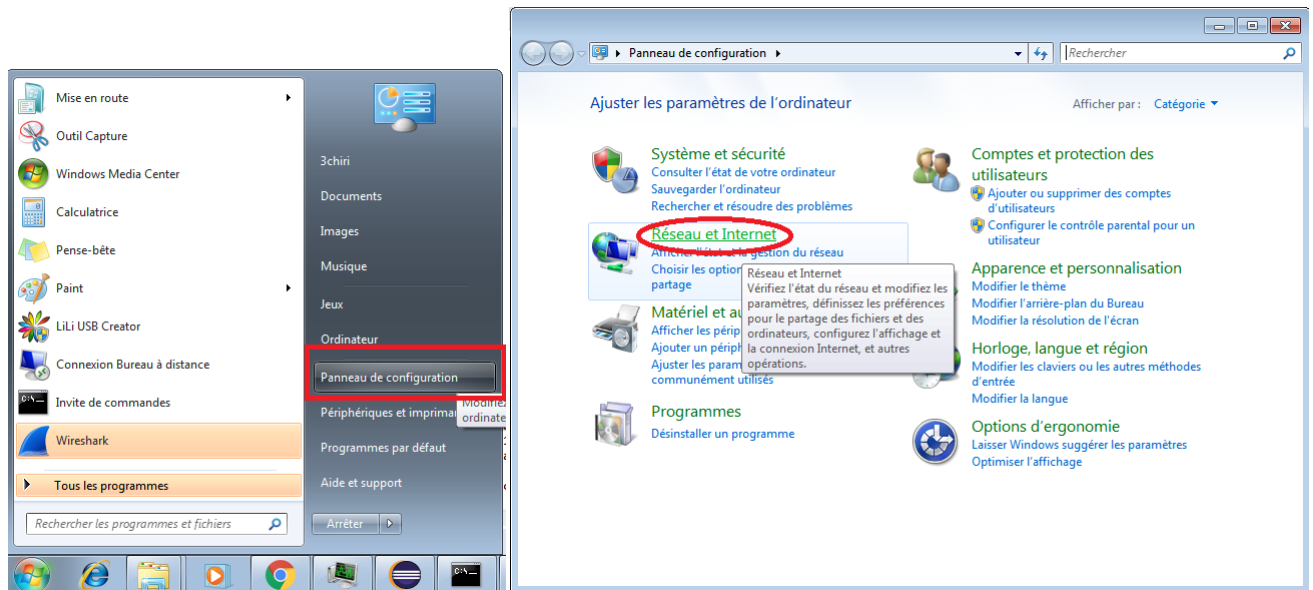 Mise en route
Outil Capture
Windows Media Center
Calculatrice
Pense-bête
Paint
LiLi USB Creator
Connexion Bureau à distance
Invite de commandes
Wireshark
Tous les programmes
Rechercher les programmes et fichiers
3chiri
Documents
Images
Musique
Jeux
Ordinateur
Panneau de configuration
Périphériques et
Programmes par défaut
Aide et support
Arrêter
Panneau de configuration
Rechercher
Ajuster les paramètres de l'ordinateur
Afficher par : Catégorie
Système et sécurité
Consulter l'état de votre ordinateur
Sauvegarder l'ordinateur
Rechercher et résoudre des problèmes
Réseau et Internet
Afficher l'état et la gestion du réseau
Choisir les
partage
Réseau et Internet
Vérifiez l'état du réseau et modifiez les
paramètres, définissez les préférences
pour le partage des fichiers et des
ordinateurs, configurez l'affichage et
la connexion Internet, et autres
opérations.
Matériel et
Afficher les
Ajouter un
Ajuster les
communément utilisés
Programmes
Désinstaller un programme
Comptes et protection des
utilisateurs
Ajouter ou supprimer des comptes
d'utilisateurs
Configurer le contrôle parental pour un
utilisateur
Apparence et personnalisation
Modifier le thème
Modifier l'arrière-plan du Bureau
Modifier la résolution de l'écran
Horloge, langue et région
Modifier les claviers ou les autres méthodes
d'entrée
Modifier la langue
Options d'ergonomie
Laisser Windows suggérer les paramètres
Optimiser l'affichage